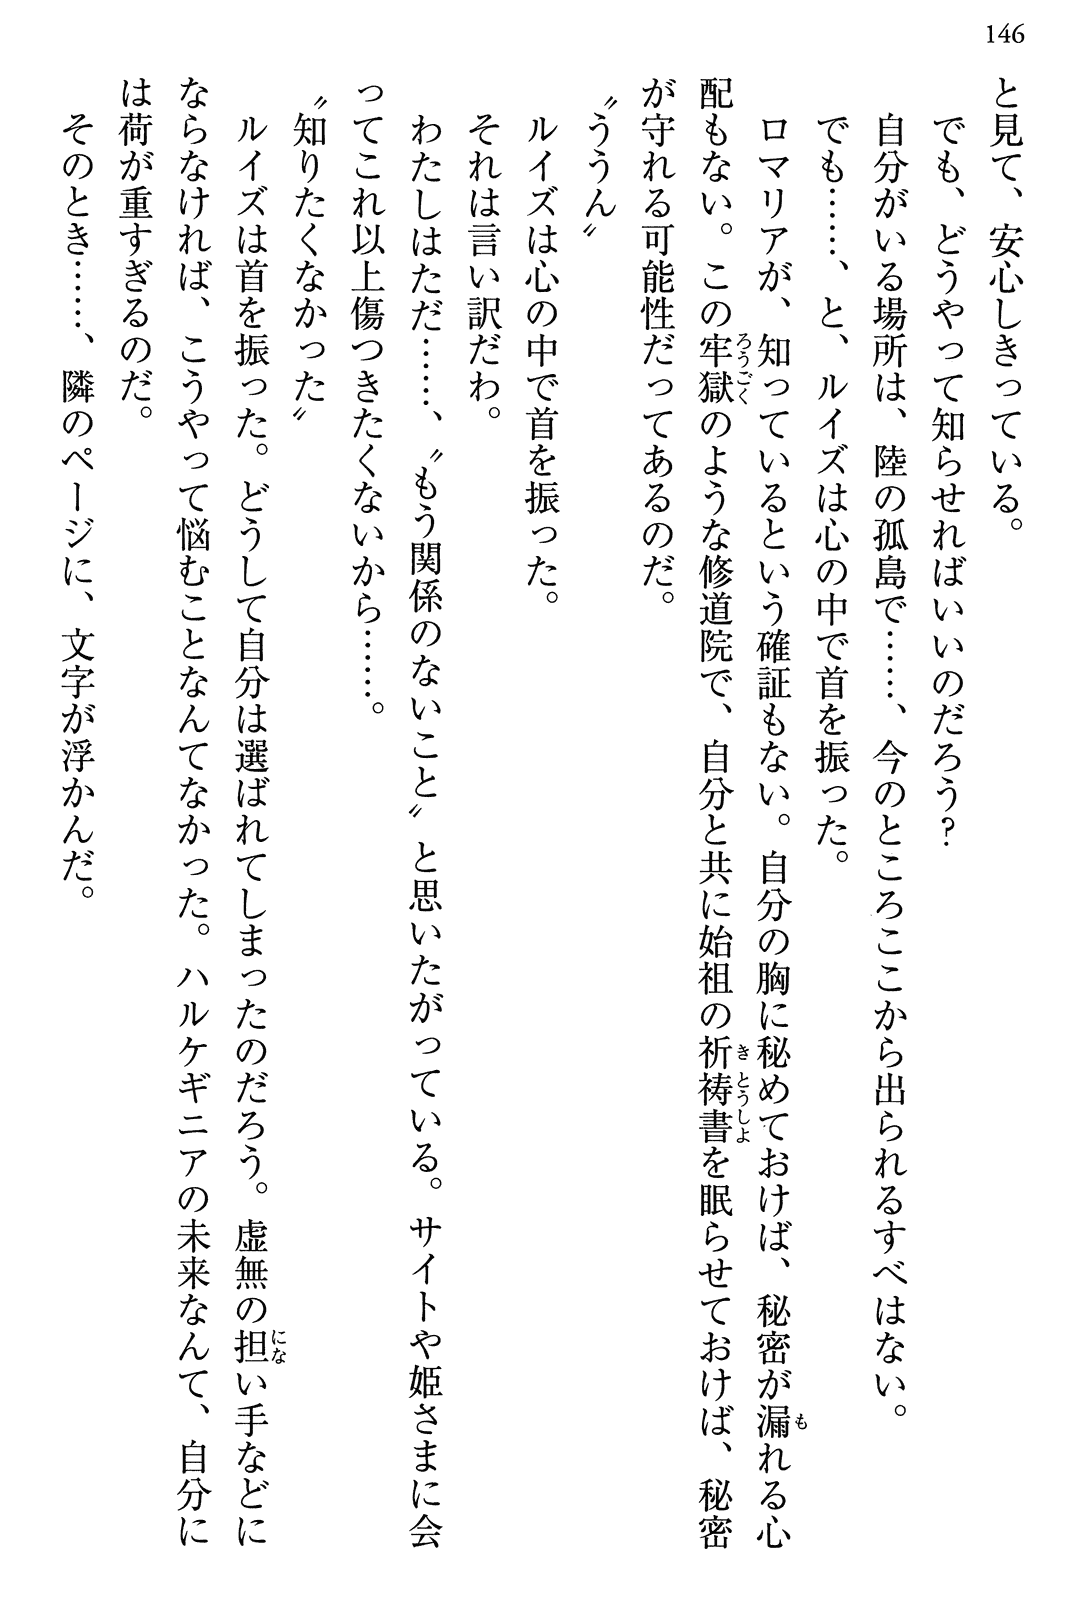 146
と見て、安心しきっている。
でも、どうやって知らせればいいのだろう？
自分がいる場所は、陸の孤島で……、今のところここから出られるすべはない。
でも……、と、ルイズは心の中で首を振った。
ロマリアが、知っているという確証もない。自分の胸に秘めておけば、秘密が漏れる心
配もない。この牢獄のような修道院で、自分と共に始祖の祈祷書を眠らせておけば、秘密
が守れる可能性だってあるのだ。
〝ううん〟
ルイズは心の中で首を振った。
それは言い訳だわ。
わたしはただ……、〝もう関係のないこと〟と思いたがっている。サイトや姫さまに会
ってこれ以上傷つきたくないから……。
〝知りたくなかった〟
ルイズは首を振った。どうして自分は選ばれてしまったのだろう。虚無の担い手などに
ならなければ、こうやって悩むことなんてなかった。ハルケギニアの未来なんて、自分に
は荷が重すぎるのだ。
そのとき……、隣のページに、文字が浮かんだ。